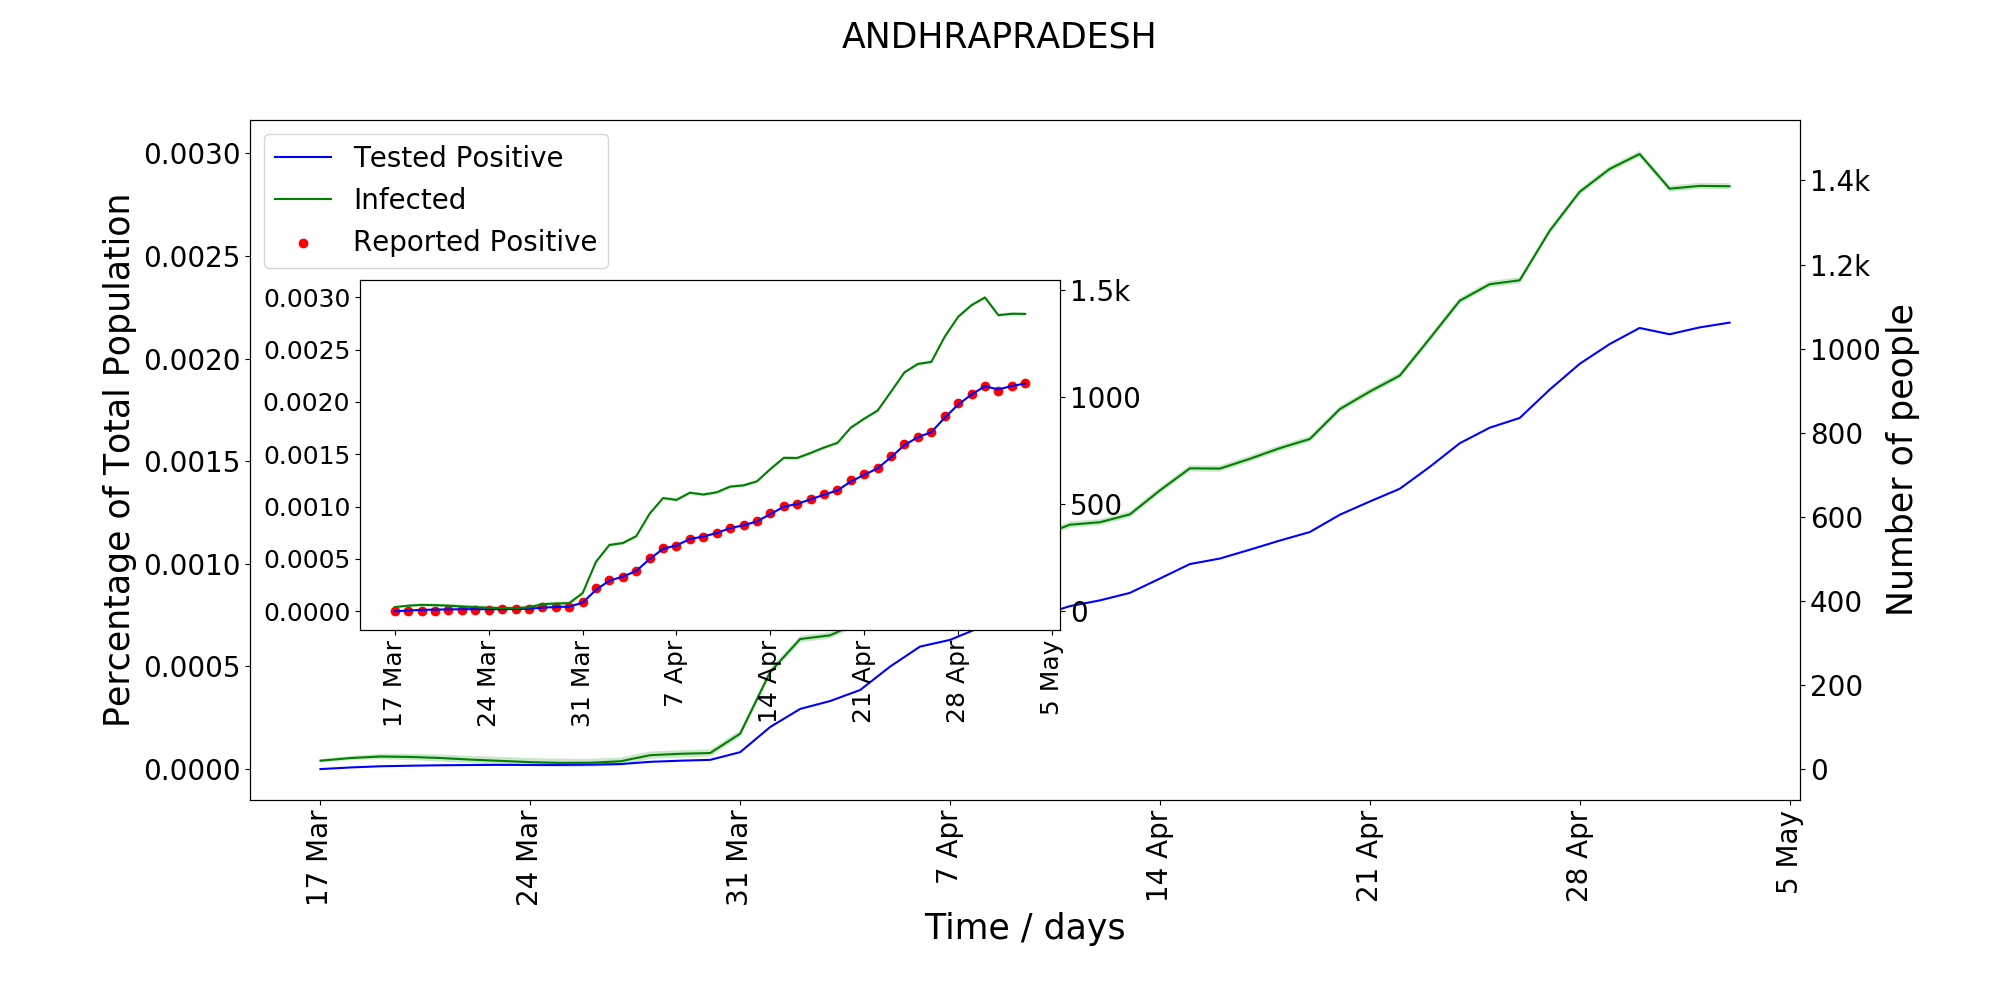 ANDHRAPRADESH
Tested Positive
Infected
Reported Positive
Percentage of Total Population
0.0030
0.0025
0.0020
0.0015
0.0010
0.0005
0.0000
0.0030
0.0025
0.0020
0.0015
0.0010
0.0005
0.0000
1.5k
1000
500
0
17 Mar
24 Mar
31 Mar
7 Apr
14 Apr
21 Apr
28 Apr
5 May
1.4k
1.2k
1000
800
600
400
200
0
Number of people
17 Mar
24 Mar
31 Mar
7 Apr
14 Apr
21 Apr
28 Apr
5 May
Time / days